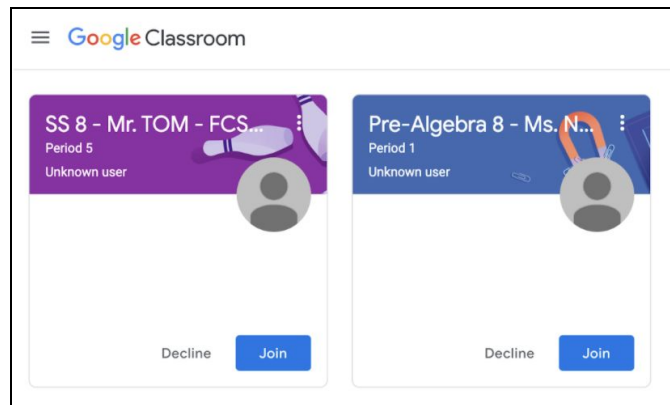 Google Classroom
SS 8 - Mr. TOM - FCS...
Period 5
Unknown user
Decline
Join
Pre-Algebra 8 - Ms. N...
Period 1
Unknown user
Decline
Join